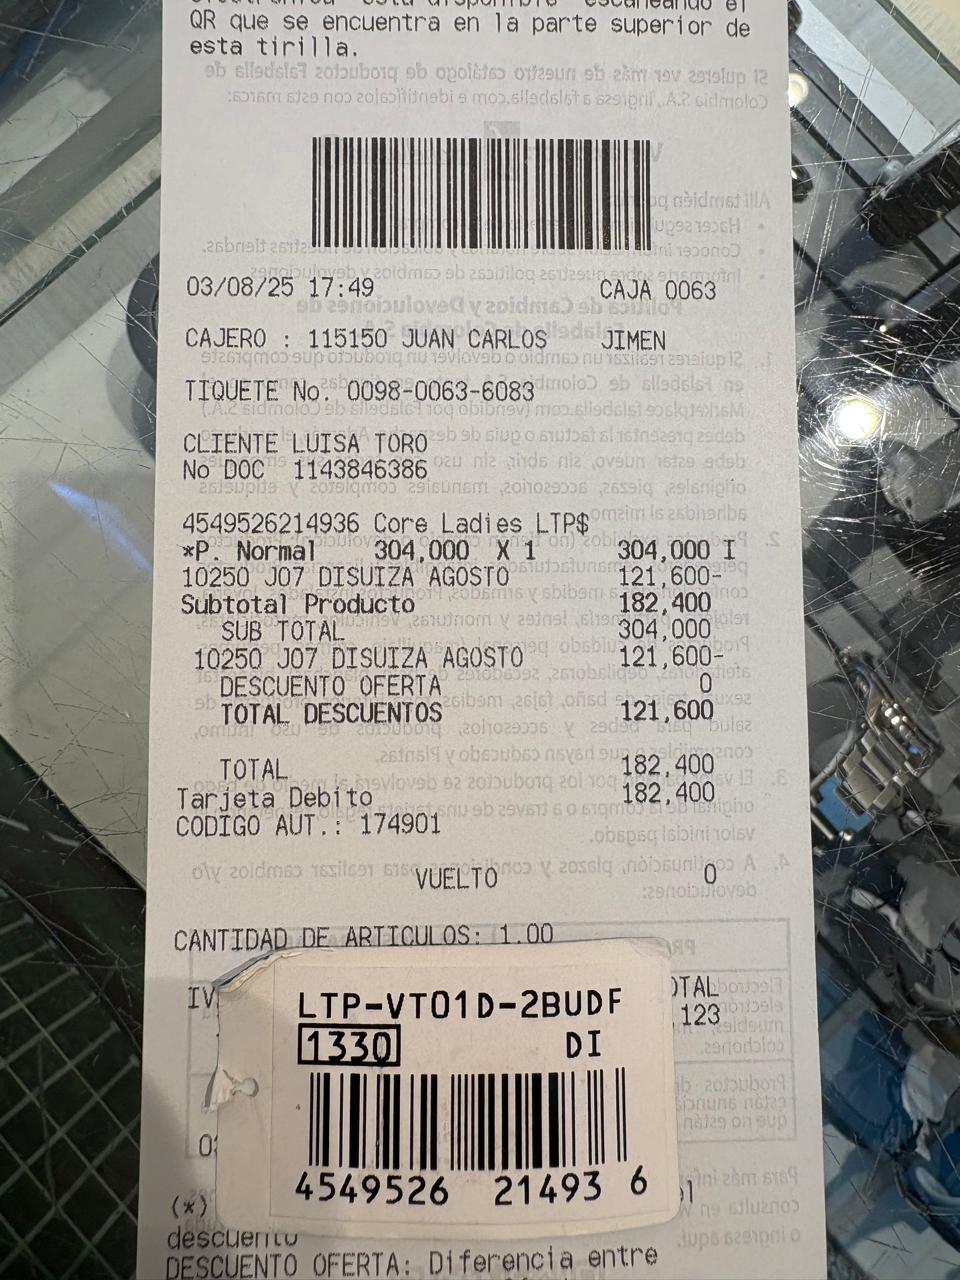 QR que se encuentra en la parte superior de
esta tirilla.
03/08/25 17:49 CAJA 0063
CAJERO : 115150 JUAN CARLOS JIMEN
TIQUETE No. 0098-0063-6083
CLIENTE LUISA TORO
No DOC 1143846386
4549526214936 Core Ladies LTP$
*P. Normal 304,000 X 1 304,000 I
10250 J07 DISUIZA AGOSTO 121,600-
Subtotal Producto 182,400
SUB TOTAL 304,000
10250 J07 DISUIZA AGOSTO 121,600-
DESCUENTO OFERTA 0
TOTAL DESCUENTOS 121,600
TOTAL 182,400
Tarjeta Debito 182,400
CODIGO AUT.: 174901
VUELTO 0
CANTIDAD DE ARTICULOS: 1.00
LTP-VT01D-2BUDF
1330 DI
4549526 21493 6
(*)
descuento
DESCUENTO OFERTA: Diferencia entre